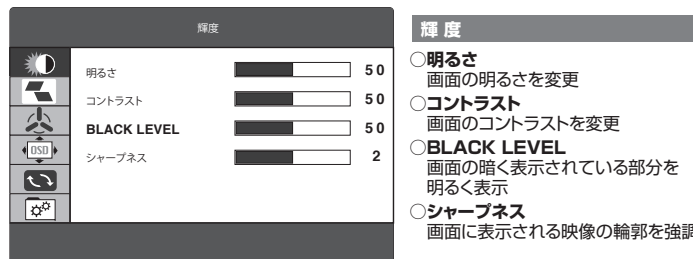 輝度
明るさ 50
コントラスト 50
BLACK LEVEL 50
シャープネス 2
OSD
輝度
○明るさ
画面の明るさを変更
○コントラスト
画面のコントラストを変更
○BLACK LEVEL
画面の暗く表示されている部分を
明るく表示
○シャープネス
画面に表示される映像の輪郭を強調